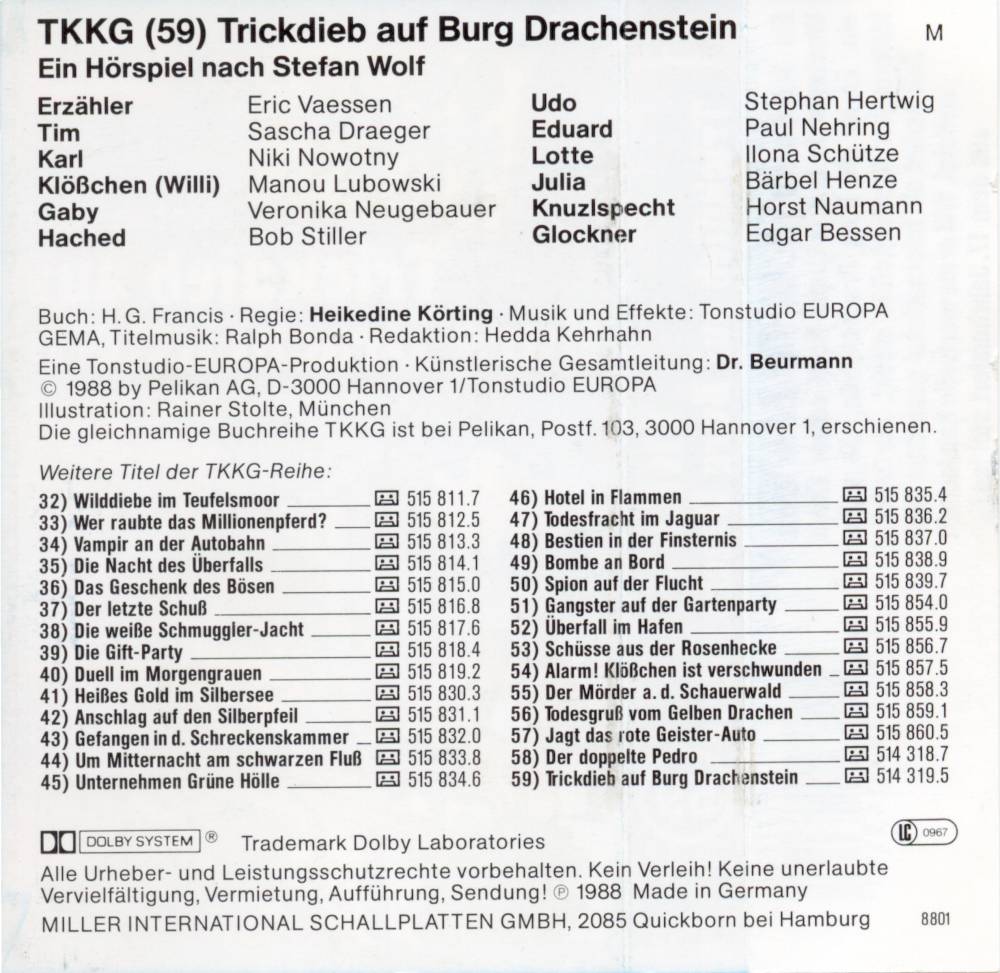 TKKG (59) Trickdieb auf Burg Drachenstein M
Ein Hörspiel nach Stefan Wolf
Erzähler Eric Vaessen
Tim Sascha Draeger
Karl Niki Nowotny
Klößchen (Willi) Manou Lubowski
Gaby Veronika Neugebauer
Hached Bob Stiller
Udo Stephan Hertwig
Eduard Paul Nehring
Lotte Ilona Schütze
Julia Bärbel Henze
Knuzlspecht Horst Naumann
Glockner Edgar Bessen
Buch: H. G. Francis · Regie: Heikedine Körting · Musik und Effekte: Tonstudio EUROPA
GEMA, Titelmusik: Ralph Bonda · Redaktion: Hedda Kehrhahn
Eine Tonstudio-EUROPA-Produktion · Künstlerische Gesamtleitung: Dr. Beurmann
© 1988 by Pelikan AG, D-3000 Hannover 1/Tonstudio EUROPA
Illustration: Rainer Stolte, München
Die gleichnamige Buchreihe TKKG ist bei Pelikan, Postf. 103, 3000 Hannover 1, erschienen.
Weitere Titel der TKKG-Reihe:
32) Wilddiebe im Teufelsmoor 515 811.7
33) Wer raubte das Millionenpferd? 515 812.5
34) Vampir an der Autobahn 515 813.3
35) Die Nacht des Überfalls 515 814.1
36) Das Geschenk des Bösen 515 815.0
37) Der letzte Schuß 515 816.8
38) Die weiße Schmuggler-Jacht 515 817.6
39) Die Gift-Party 515 818.4
40) Duell im Morgengrauen 515 819.2
41) Heißes Gold im Silbersee 515 830.3
42) Anschlag auf den Silberpfeil 515 831.1
43) Gefangen in d. Schreckenskammer 515 832.0
44) Um Mitternacht am schwarzen Fluß 515 833.8
45) Unternehmen Grüne Hölle 515 834.6
46) Hotel in Flammen 515 835.4
47) Todesfracht im Jaguar 515 836.2
48) Bestien in der Finsternis 515 837.0
49) Bombe an Bord 515 838.9
50) Spion auf der Flucht 515 839.7
51) Gangster auf der Gartenparty 515 854.0
52) Überfall im Hafen 515 855.9
53) Schüsse aus der Rosenhecke 515 856.7
54) Alarm! Klößchen ist verschwunden 515 857.5
55) Der Mörder a. d. Schauerwald 515 858.3
56) Todesgruß vom Gelben Drachen 515 859.1
57) Jagt das rote Geister-Auto 515 860.5
58) Der doppelte Pedro 514 318.7
59) Trickdieb auf Burg Drachenstein 514 319.5
DOLBY SYSTEM ® Trademark Dolby Laboratories
LC 0967
Alle Urheber- und Leistungsschutzrechte vorbehalten. Kein Verleih! Keine unerlaubte
Vervielfältigung, Vermietung, Aufführung, Sendung! ℗ 1988 Made in Germany
MILLER INTERNATIONAL SCHALLPLATTEN GMBH, 2085 Quickborn bei Hamburg 8801